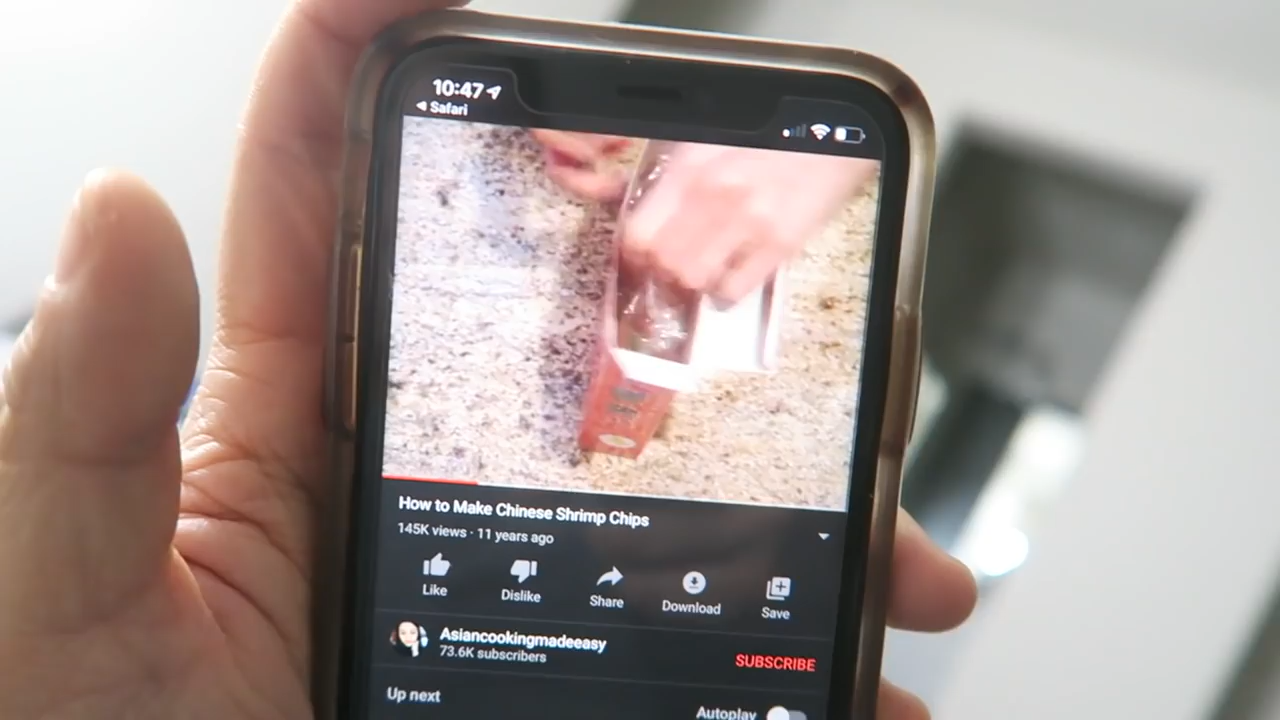 10:47
Safari
How to Make Chinese Shrimp Chips
145K views · 11 years ago
Like
Dislike
Share
Download
Save
Asiancookingmadeeasy
73.6K subscribers
SUBSCRIBE
Up next
Autoplay